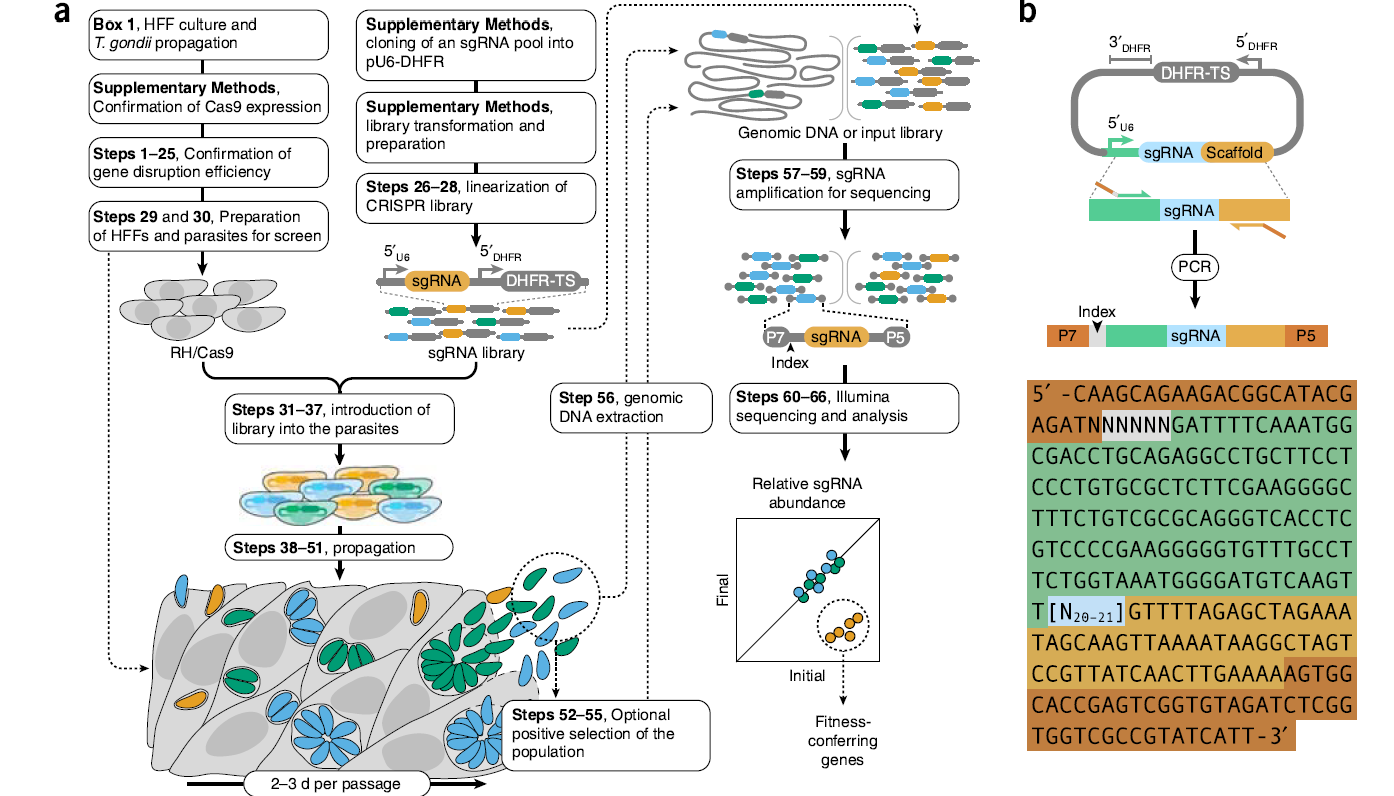 a
Box 1, HFF culture and
T. gondii propagation
Supplementary Methods,
Confirmation of Cas9 expression
Steps 1–25, Confirmation of
gene disruption efficiency
Steps 29 and 30, Preparation
of HFFs and parasites for screen
RH/Cas9
Supplementary Methods,
cloning of an sgRNA pool into
pU6-DHFR
Supplementary Methods,
library transformation and
preparation
Steps 26–28, linearization of
CRISPR library
5′U6
5′DHFR
sgRNA
DHFR-TS
sgRNA library
Steps 31–37, introduction of
library into the parasites
Steps 38–51, propagation
2–3 d per passage
Steps 52–55, Optional
positive selection of the
population
Step 56, genomic
DNA extraction
Genomic DNA or input library
Steps 57–59, sgRNA
amplification for sequencing
P7
sgRNA
P5
Index
Steps 60–66, Illumina
sequencing and analysis
Relative sgRNA
abundance
Final
Initial
Fitness-
conferring
genes
b
3′DHFR
5′DHFR
DHFR-TS
5′U6
sgRNA
Scaffold
sgRNA
PCR
Index
P7
sgRNA
P5
5′ -CAAGCAGAAGACGGCATACG
AGATNNNNNNGATTTTCAAATGG
CGACCTGCAGAGGCCTGCTTCCT
CCCTGTGCGCTCTTCGAAGGGGC
TTTCTGTCGCGCAGGGTCACCTC
GTCCCCGAAGGGGGTGTTTGCCT
TCTGGTAAATGGGGATGTCAAGT
T[N20–21]GTTTTAGAGCTAGAAA
TAGCAAGTTAAAATAAGGCTAGT
CCGTTATCAACTTGAAAAAGTGG
CACCGAGTCGGTGTAGATCTCGG
TGGTCGCCGTATCATT-3′